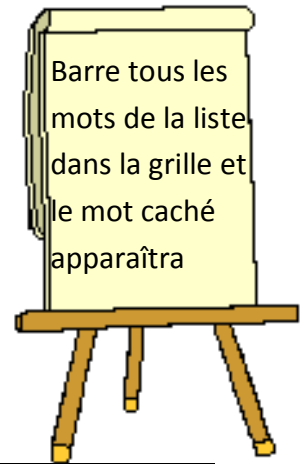 Barre tous les
mots de la liste
dans la grille et
le mot caché
apparaîtra